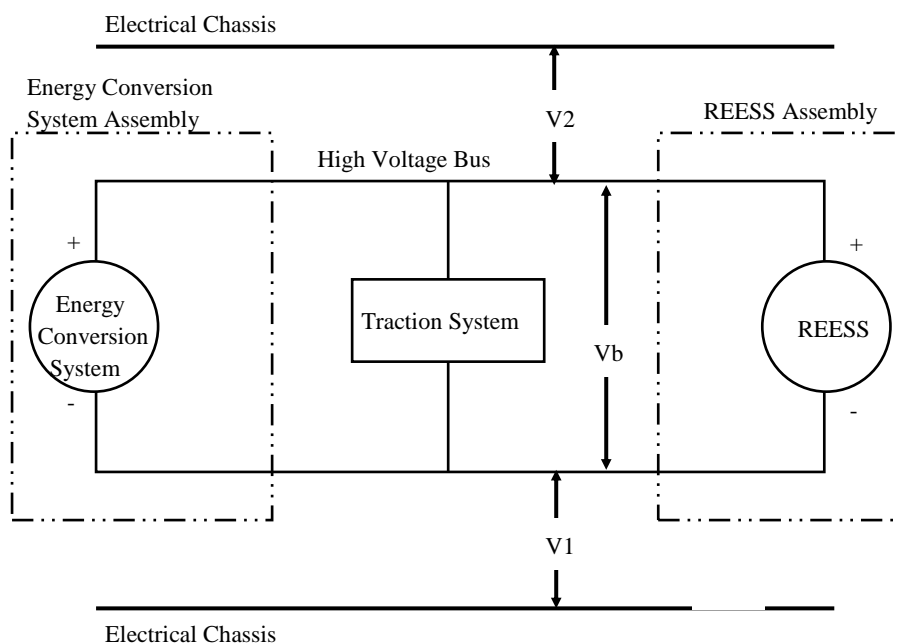 Electrical Chassis
Energy Conversion
System Assembly
V2
REESS Assembly
High Voltage Bus
+
+
Energy
Conversion
System
Traction System
Vb
REESS
-
-
V1
Electrical Chassis